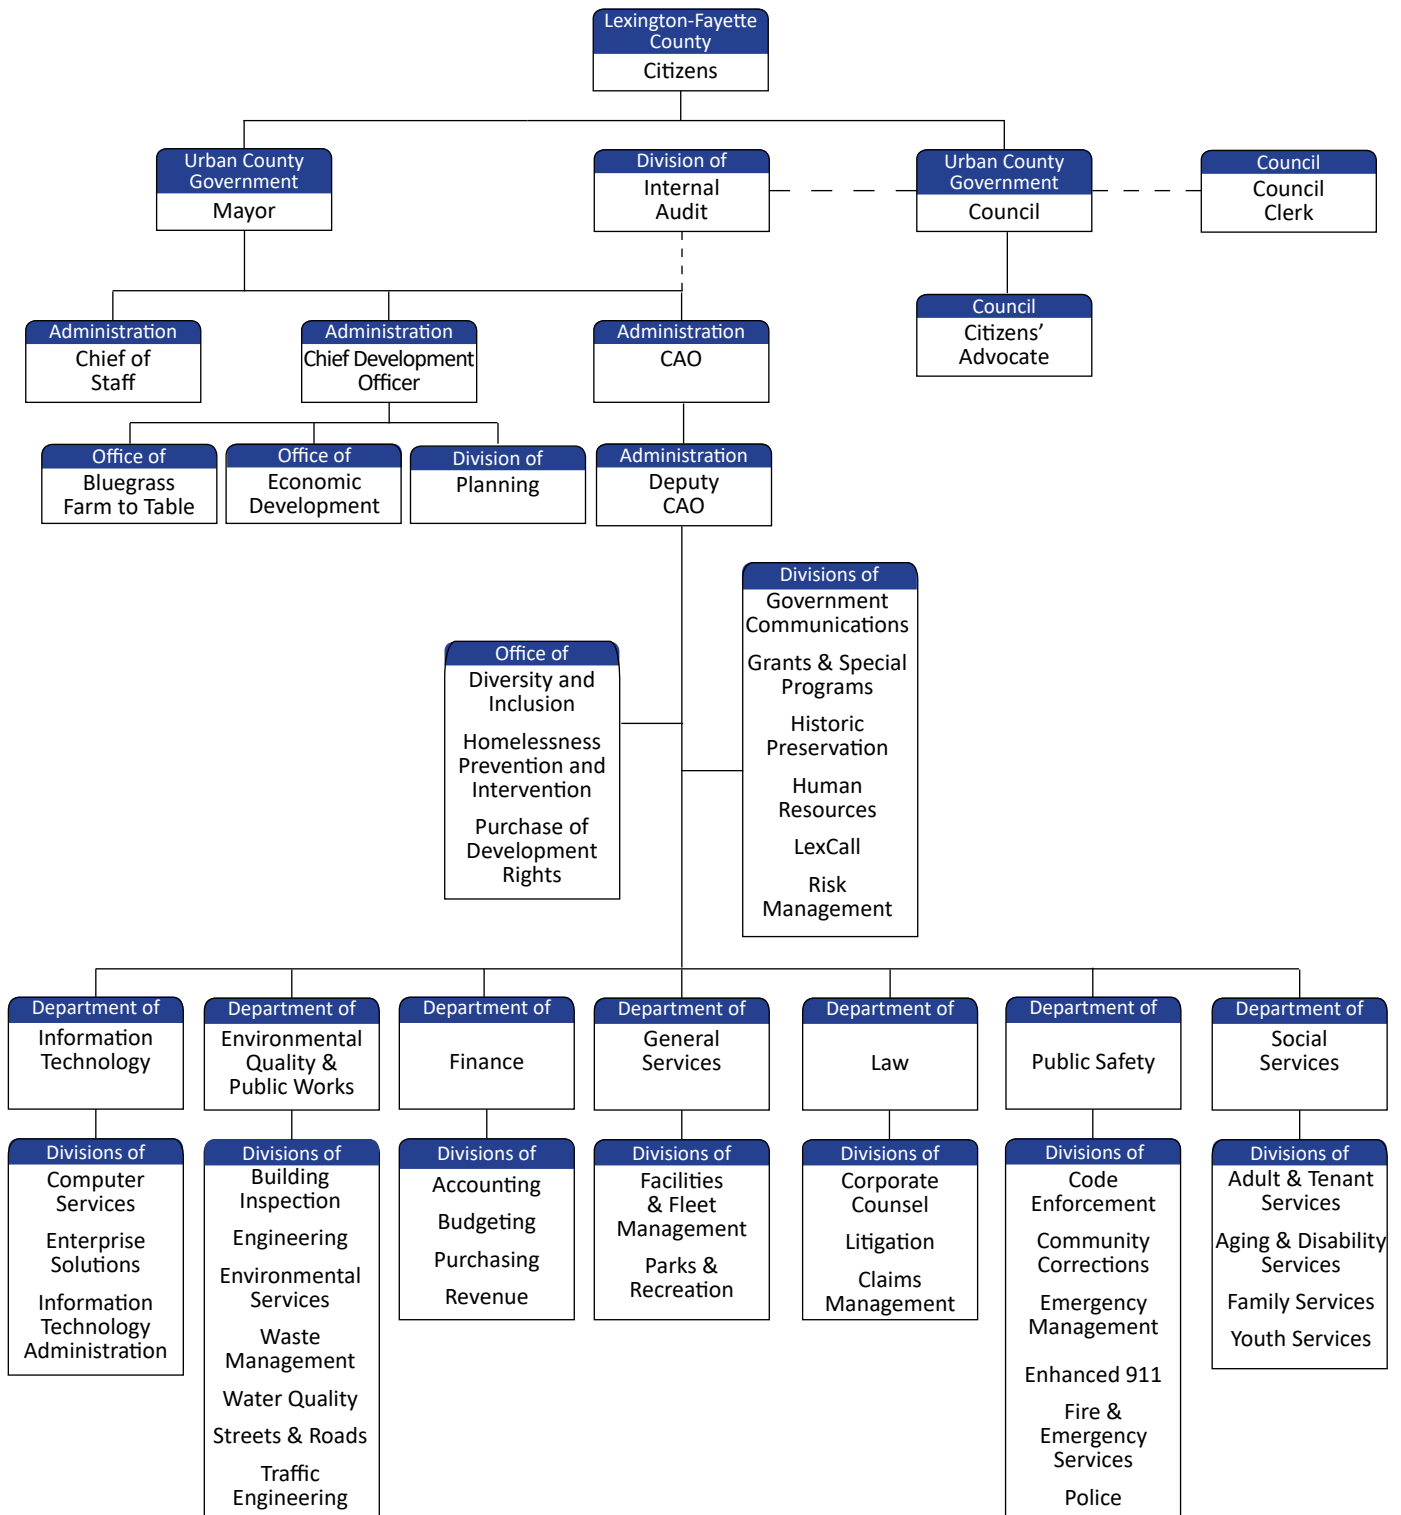 Lexington-Fayette
County
Citizens
Urban County
Government
Mayor
Division of
Internal
Audit
Urban County
Government
Council
Council
Council
Clerk
Administration
Chief of
Staff
Administration
Chief Development
Officer
Administration
CAO
Council
Citizens’
Advocate
Office of
Bluegrass
Farm to Table
Office of
Economic
Development
Division of
Planning
Administration
Deputy
CAO
Office of
Diversity and
Inclusion
Homelessness
Prevention and
Intervention
Purchase of
Development
Rights
Divisions of
Government
Communications
Grants & Special
Programs
Historic
Preservation
Human
Resources
LexCall
Risk
Management
Department of
Information
Technology
Department of
Environmental
Quality &
Public Works
Department of
Finance
Department of
General
Services
Department of
Law
Department of
Public Safety
Department of
Social
Services
Divisions of
Computer
Services
Enterprise
Solutions
Information
Technology
Administration
Divisions of
Building
Inspection
Engineering
Environmental
Services
Waste
Management
Water Quality
Streets & Roads
Traffic
Engineering
Divisions of
Accounting
Budgeting
Purchasing
Revenue
Divisions of
Facilities
& Fleet
Management
Parks &
Recreation
Divisions of
Corporate
Counsel
Litigation
Claims
Management
Divisions of
Code
Enforcement
Community
Corrections
Emergency
Management
Enhanced 911
Fire &
Emergency
Services
Police
Divisions of
Adult & Tenant
Services
Aging & Disability
Services
Family Services
Youth Services